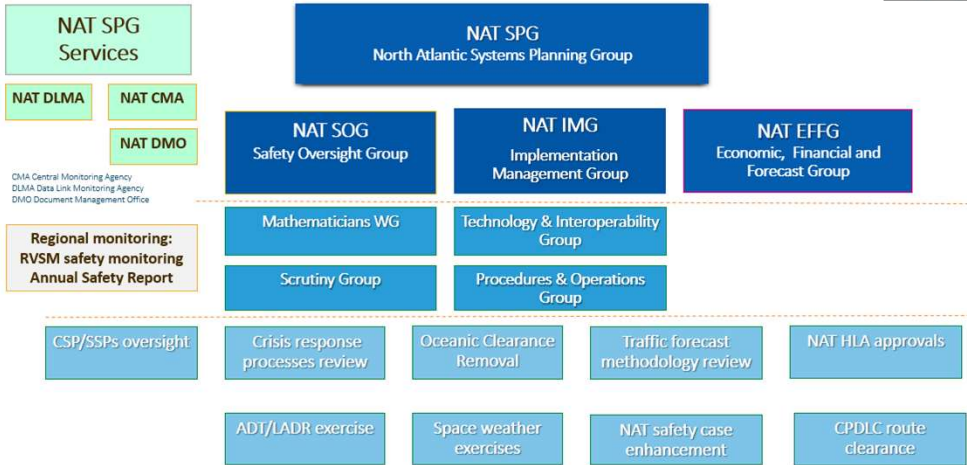 NAT SPG
Services
NAT DLMA
NAT CMA
NAT DMO
CMA Central Monitoring Agency
DLMA Data Link Monitoring Agency
DMO Document Management Office
Regional monitoring:
RVSM safety monitoring
Annual Safety Report
NAT SPG
North Atlantic Systems Planning Group
NAT SOG
Safety Oversight Group
NAT IMG
Implementation
Management Group
NAT EFFG
Economic, Financial and
Forecast Group
Mathematicians WG
Technology & Interoperability
Group
Scrutiny Group
Procedures & Operations
Group
CSP/SSPs oversight
Crisis response
processes review
Oceanic Clearance
Removal
Traffic forecast
methodology review
NAT HLA approvals
ADT/LADR exercise
Space weather
exercises
NAT safety case
enhancement
CPDLC route
clearance